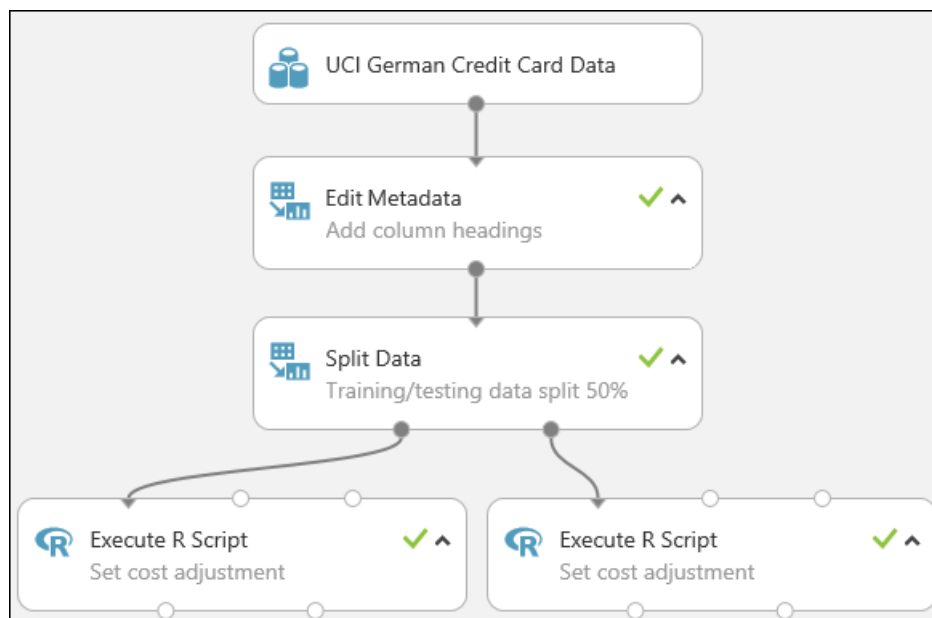 UCI German Credit Card Data
Edit Metadata
Add column headings
Split Data
Training/testing data split 50%
R Execute R Script
Set cost adjustment
R Execute R Script
Set cost adjustment